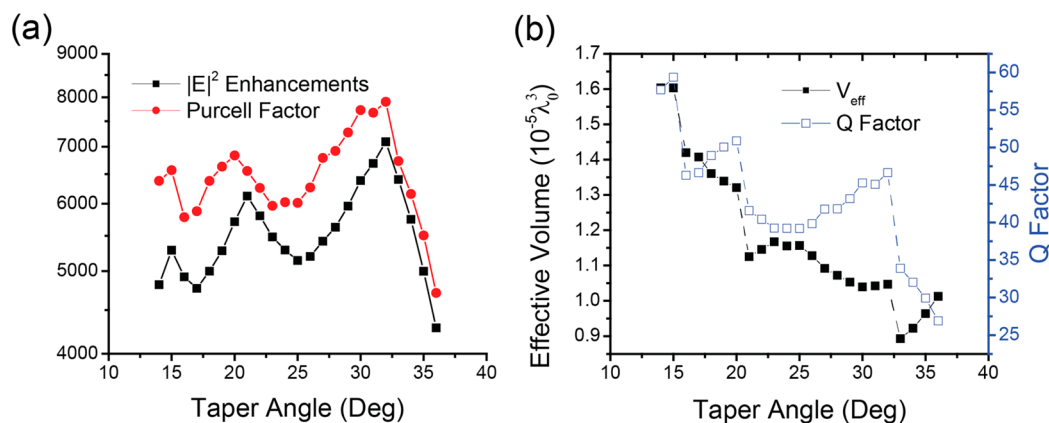 (a)
9000
8000
7000
6000
5000
4000
|E|² Enhancements
Purcell Factor
10 15 20 25 30 35 40
Taper Angle (Deg)
(b)
Effective Volume (10⁻⁵λ₀³)
1.7
1.6
1.5
1.4
1.3
1.2
1.1
1.0
0.9
V_eff
Q Factor
60
55
50
45
40
35
30
25
Q Factor
10 15 20 25 30 35 40
Taper Angle (Deg)